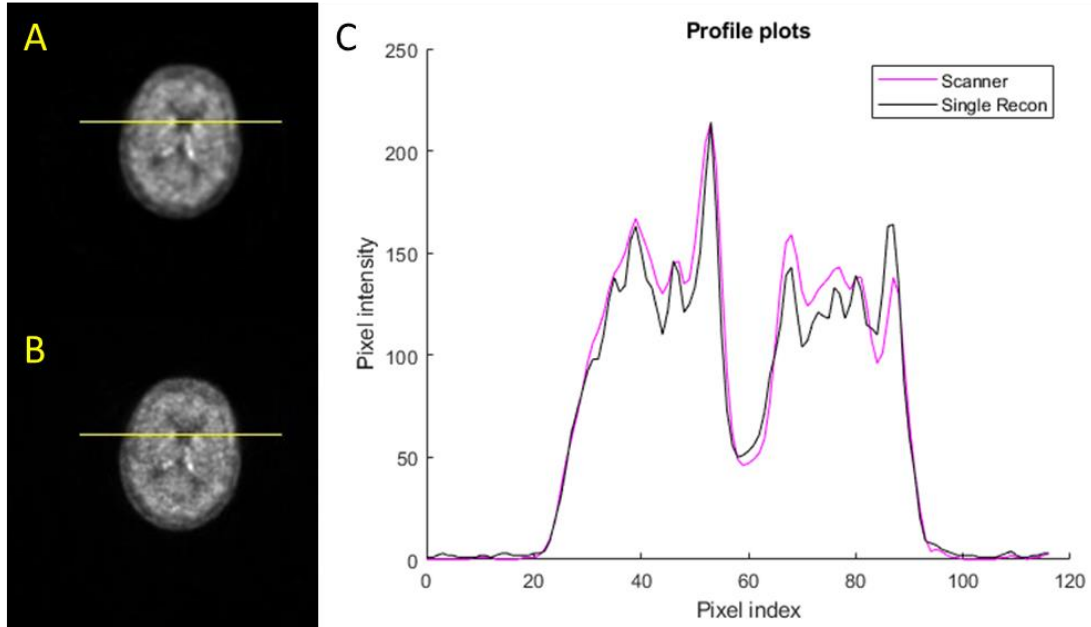 A
B
C
Profile plots
Scanner
Single Recon
Pixel intensity
250
200
150
100
50
0
0 20 40 60 80 100 120
Pixel index